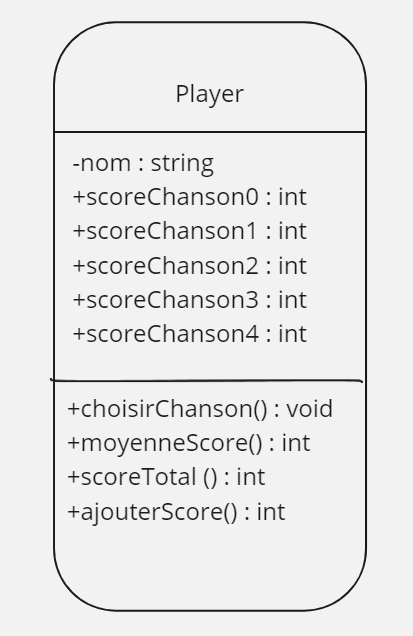 Player
-nom : string
+scoreChanson0 : int
+scoreChanson1 : int
+scoreChanson2 : int
+scoreChanson3 : int
+scoreChanson4 : int
+choisirChanson() : void
+moyenneScore() : int
+scoreTotal () : int
+ajouterScore() : int